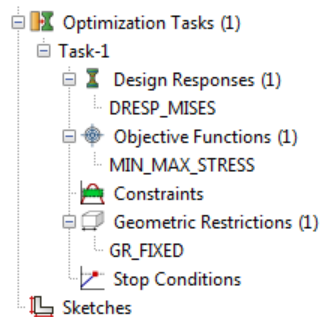 Optimization Tasks (1)
Task-1
Design Responses (1)
DRESP_MISES
Objective Functions (1)
MIN_MAX_STRESS
Constraints
Geometric Restrictions (1)
GR_FIXED
Stop Conditions
Sketches